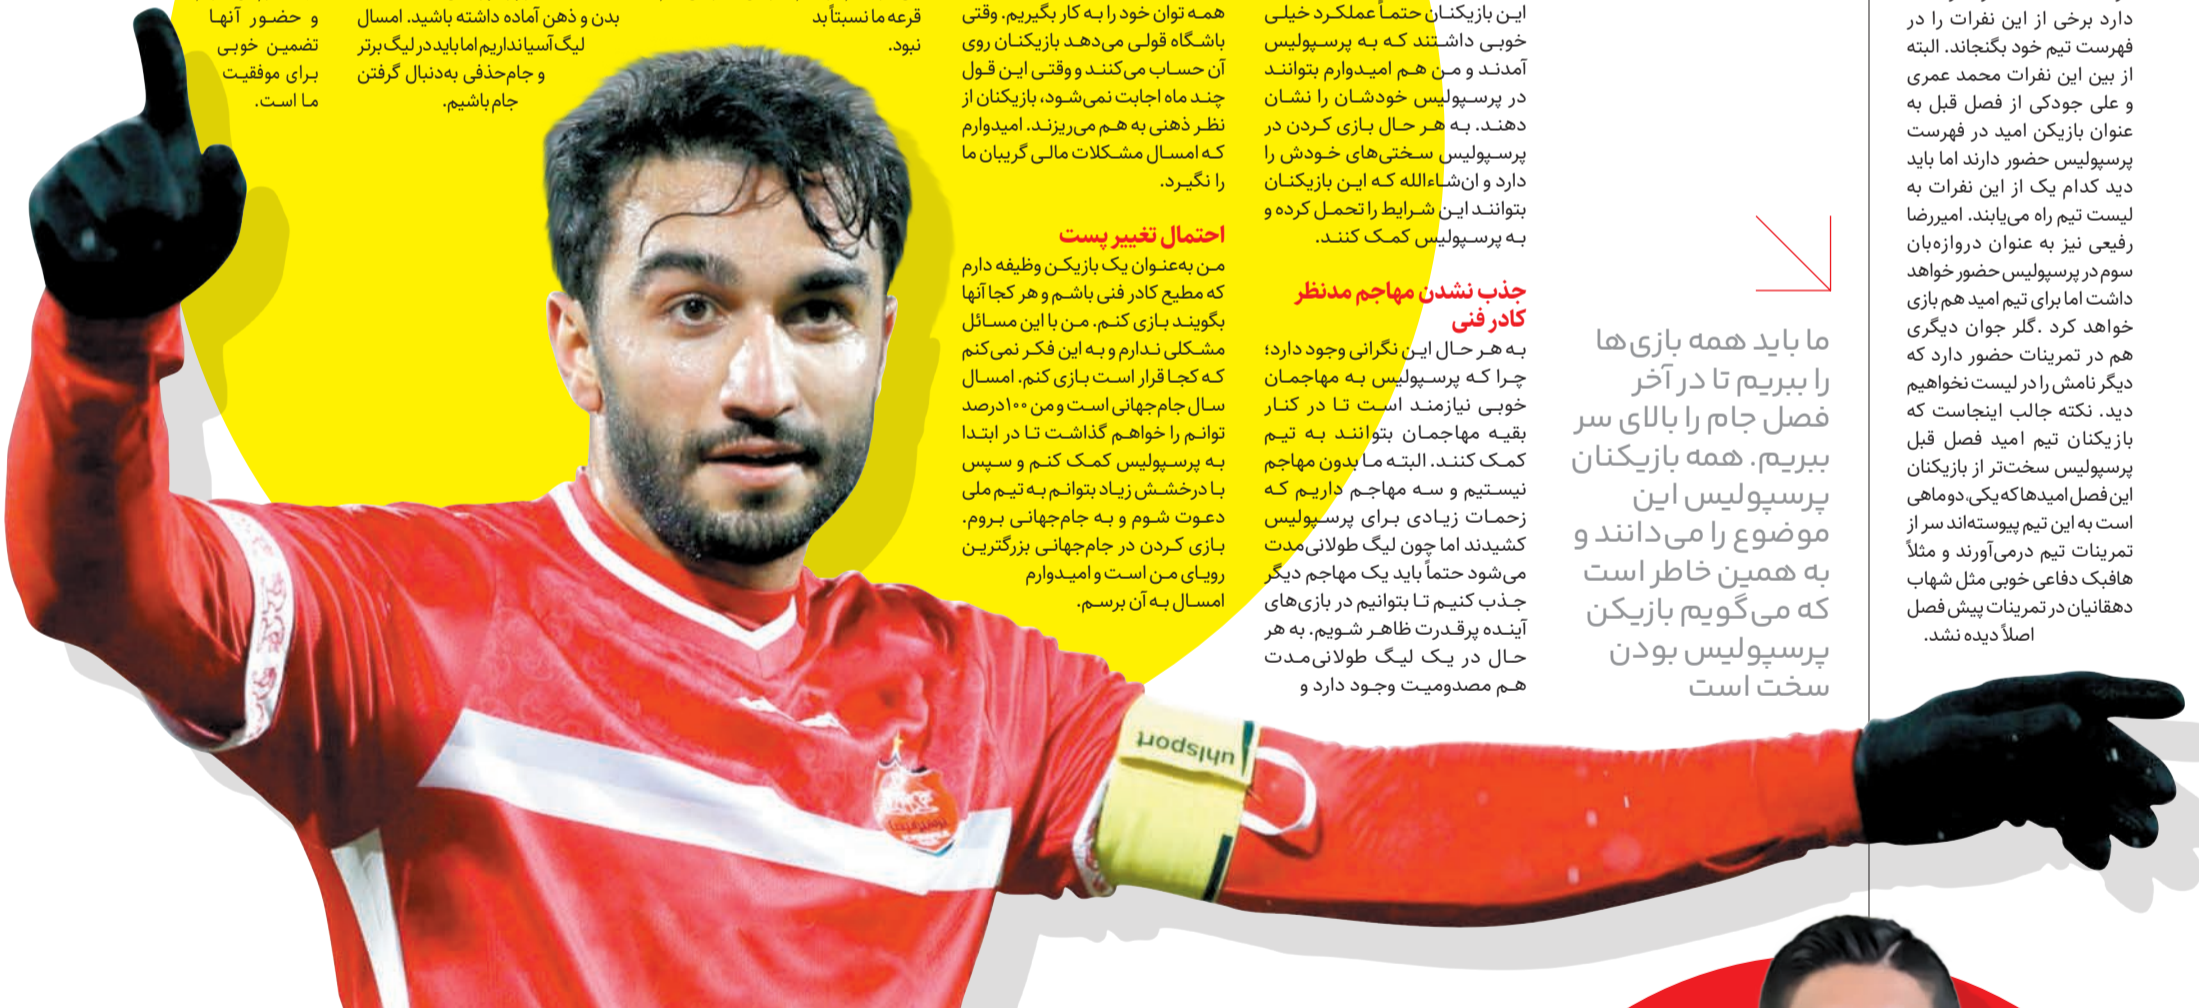 دارد برخی از این نفرات را در
فهرست تیم خود بگنجاند. البته
از بین این نفرات محمد عمری
و علی جودکی از فصل قبل به
عنوان بازیکن امید در فهرست
پرسپولیس حضور دارند اما باید
دید کدام یک از این نفرات به
لیست تیم راه می‌یابند. امیررضا
رفیعی نیز به عنوان دروازه‌بان
سوم در پرسپولیس حضور خواهد
داشت اما برای تیم امید هم بازی
خواهد کرد .گلر جوان دیگری
هم در تمرینات حضور دارد که
دیگر نامش را در لیست نخواهیم
دید. نکته جالب اینجاست که
بازیکنان تیم امید فصل قبل
پرسپولیس سخت‌تر از بازیکنان
این فصل امیدها که یکی، دو ماهی
است به این تیم پیوسته‌اند سر از
تمرینات تیم درمی‌آورند و مثلاً
هافبک دفاعی خوبی مثل شهاب
دهقانیان در تمرینات پیش فصل
اصلاً دیده نشد.
ما باید همه بازی‌ها
را ببریم تا در آخر
فصل جام را بالای سر
ببریم. همه بازیکنان
پرسپولیس این
موضوع را می‌دانند و
به همین خاطر است
که می‌گویم بازیکن
پرسپولیس بودن
سخت است
این بازیکنان حتماً عملکرد خیلی
خوبی داشتند که به پرسپولیس
آمدند و من هم امیدوارم بتوانند
در پرسپولیس خودشان را نشان
دهند. به هر حال بازی کردن در
پرسپولیس سختی‌های خودش را
دارد و ان‌شاءالله که این بازیکنان
بتوانند این شرایط را تحمل کرده و
به پرسپولیس کمک کنند.
جذب نشدن مهاجم مدنظر
کادر فنی
به هر حال این نگرانی وجود دارد؛
چرا که پرسپولیس به مهاجمان
خوبی نیازمند است تا در کنار
بقیه مهاجمان بتوانند به تیم
کمک کنند. البته ما بدون مهاجم
نیستیم و سه مهاجم داریم که
زحمات زیادی برای پرسپولیس
کشیدند اما چون لیگ طولانی‌مدت
می‌شود حتماً باید یک مهاجم دیگر
جذب کنیم تا بتوانیم در بازی‌های
آینده پرقدرت ظاهر شویم. به هر
حال در یک لیگ طولانی‌مدت
هم مصدومیت وجود دارد و
همه توان خود را به کار بگیریم. وقتی
باشگاه قولی می‌دهد بازیکنان روی
آن حساب می‌کنند و وقتی این قول
چند ماه اجابت نمی‌شود، بازیکنان از
نظر ذهنی به هم می‌ریزند. امیدوارم
که امسال مشکلات مالی گریبان ما
را نگیرد.
احتمال تغییر پست
من به‌عنوان یک بازیکن وظیفه دارم
که مطیع کادر فنی باشم و هر کجا آنها
بگویند بازی کنم. من با این مسائل
مشکلی ندارم و به این فکر نمی‌کنم
که کجا قرار است بازی کنم. امسال
سال جام‌جهانی است و من ۱۰۰درصد
توانم را خواهم گذاشت تا در ابتدا
به پرسپولیس کمک کنم و سپس
با درخشش زیاد بتوانم به تیم ملی
دعوت شوم و به جام‌جهانی بروم.
بازی کردن در جام‌جهانی بزرگترین
رویای من است و امیدوارم
امسال به آن برسم.
قرعه ما نسبتاً بد
نبود.
بدن و ذهن آماده داشته باشید. امسال
لیگ آسیا نداریم اما باید در لیگ برتر
و جام‌حذفی به‌دنبال گرفتن
جام باشیم.
و حضور آنها
تضمین خوبی
برای موفقیت
ما است.
uhlsport